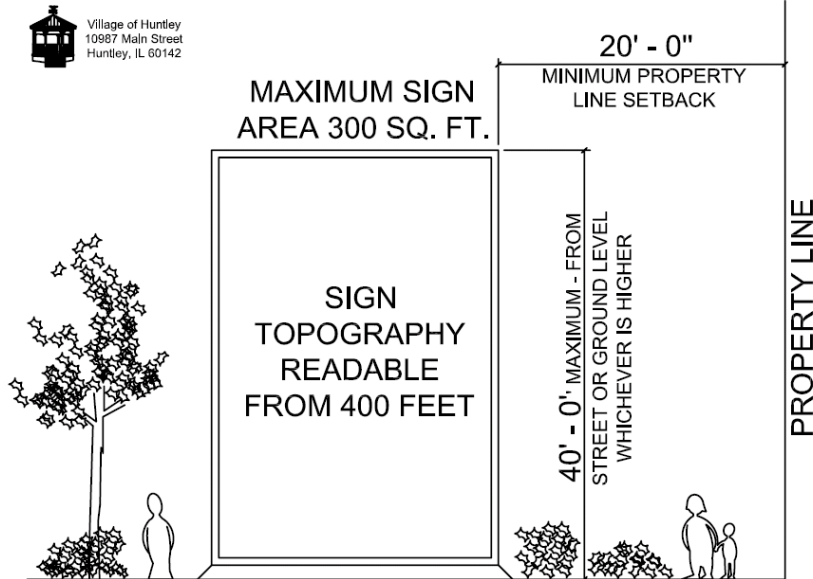 Village of Huntley
10987 Main Street
Huntley, IL 60142
20' - 0"
MINIMUM PROPERTY
LINE SETBACK
MAXIMUM SIGN
AREA 300 SQ. FT.
SIGN
TOPOGRAPHY
READABLE
FROM 400 FEET
40' - 0" MAXIMUM - FROM
STREET OR GROUND LEVEL
WHICHEVER IS HIGHER
PROPERTY LINE